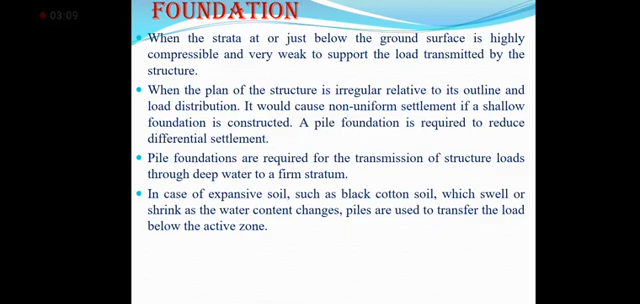 03:09
FOUNDATION
• When the strata at or just below the ground surface is highly
compressible and very weak to support the load transmitted by the
structure.
• When the plan of the structure is irregular relative to its outline and
load distribution. It would cause non-uniform settlement if a shallow
foundation is constructed. A pile foundation is required to reduce
differential settlement.
• Pile foundations are required for the transmission of structure loads
through deep water to a firm stratum.
• In case of expansive soil, such as black cotton soil, which swell or
shrink as the water content changes, piles are used to transfer the load
below the active zone.